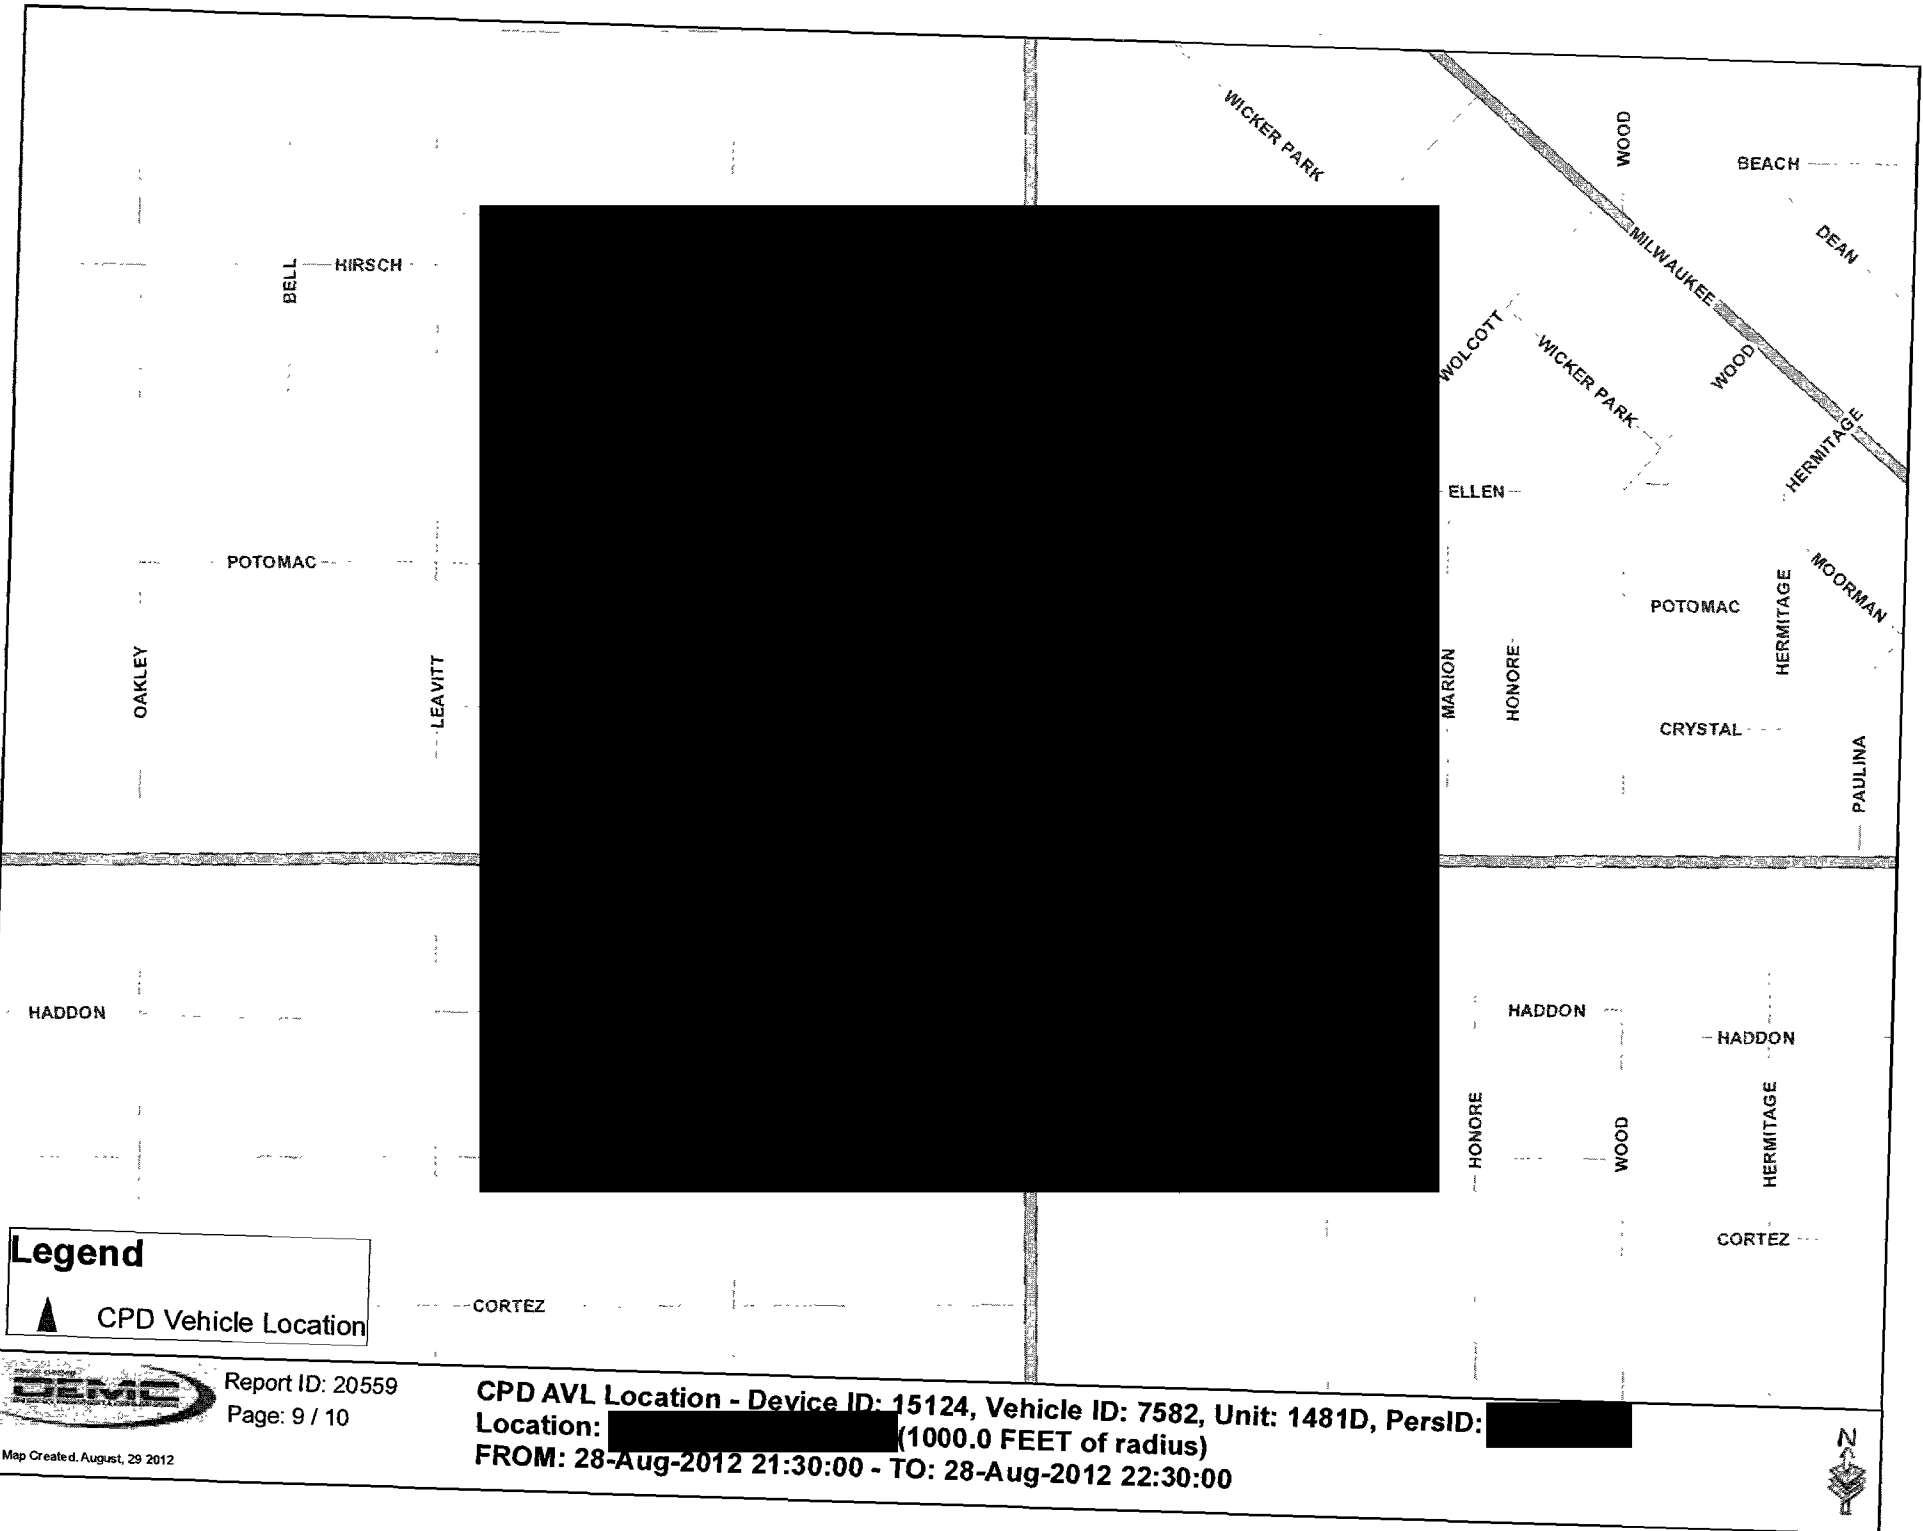 WICKER PARK
WOOD
BEACH
DEAN
BELL
HIRSCH
MILWAUKEE
WOLCOTT
WICKER PARK
WOOD
HERMITAGE
ELLEN
POTOMAC
MOORMAN
POTOMAC
HERMITAGE
OAKLEY
LEAVITT
MARION
HONORE
CRYSTAL
PAULINA
HADDON
HADDON
HADDON
HONORE
WOOD
HERMITAGE
CORTEZ
Legend
CPD Vehicle Location
CORTEZ
OEMC
Report ID: 20559
Page: 9 / 10
Map Created. August, 29 2012
CPD AVL Location - Device ID: 15124, Vehicle ID: 7582, Unit: 1481D, PersID:
Location: (1000.0 FEET of radius)
FROM: 28-Aug-2012 21:30:00 - TO: 28-Aug-2012 22:30:00
N